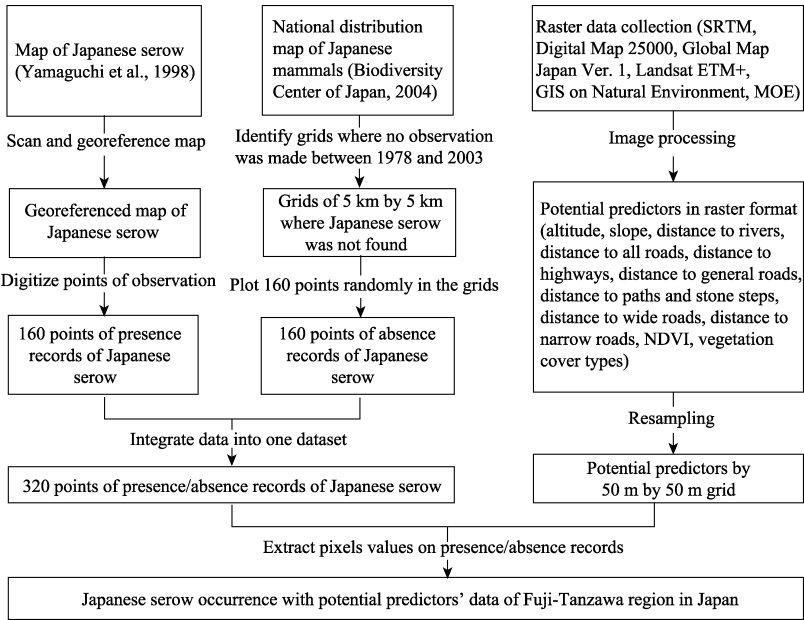 Map of Japanese serow
(Yamaguchi et al., 1998)
National distribution
map of Japanese
mammals (Biodiversity
Center of Japan, 2004)
Raster data collection (SRTM,
Digital Map 25000, Global Map
Japan Ver. 1, Landsat ETM+,
GIS on Natural Environment, MOE)
Scan and georeference map
Identify grids where no observation
was made between 1978 and 2003
Image processing
Georeferenced map of
Japanese serow
Grids of 5 km by 5 km
where Japanese serow
was not found
Potential predictors in raster format
(altitude, slope, distance to rivers,
distance to all roads, distance to
highways, distance to general roads,
distance to paths and stone steps,
distance to wide roads, distance to
narrow roads, NDVI, vegetation
cover types)
Digitize points of observation
Plot 160 points randomly in the grids
160 points of presence
records of Japanese
serow
160 points of absence
records of Japanese
serow
Resampling
Integrate data into one dataset
320 points of presence/absence records of Japanese serow
Potential predictors by
50 m by 50 m grid
Extract pixels values on presence/absence records
Japanese serow occurrence with potential predictors' data of Fuji-Tanzawa region in Japan